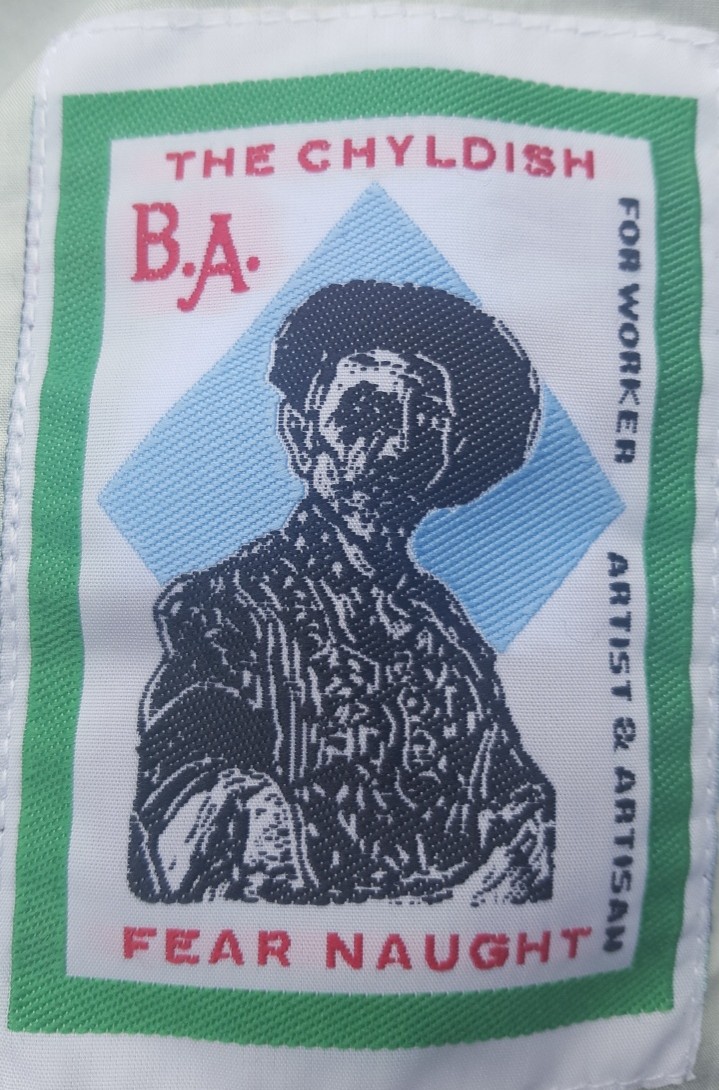 THE CHYLDISH
B.A.
FOR WORKER ARTIST & ARTISAN
FEAR NAUGHT